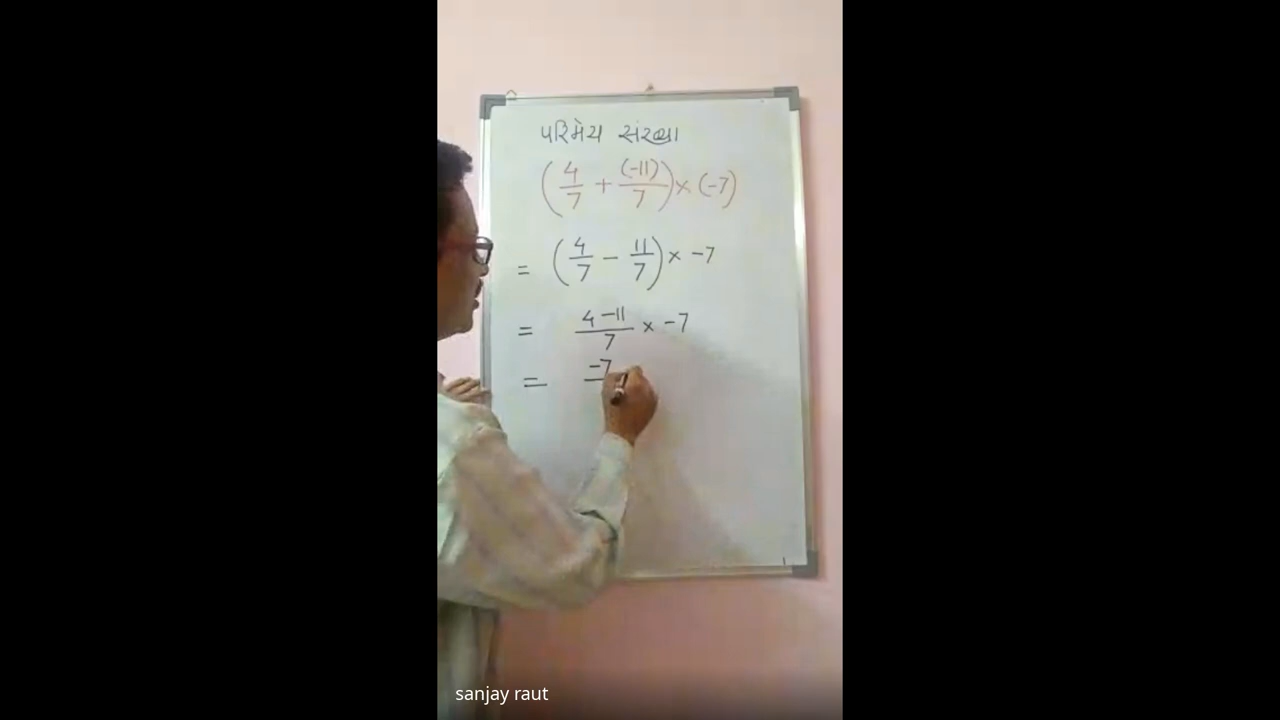 પરિમેય સંખ્યા
(4/7 + (-11)/7) × (-7)
= (4/7 - 11/7) × -7
= 4-11/7 × -7
= -7
sanjay raut